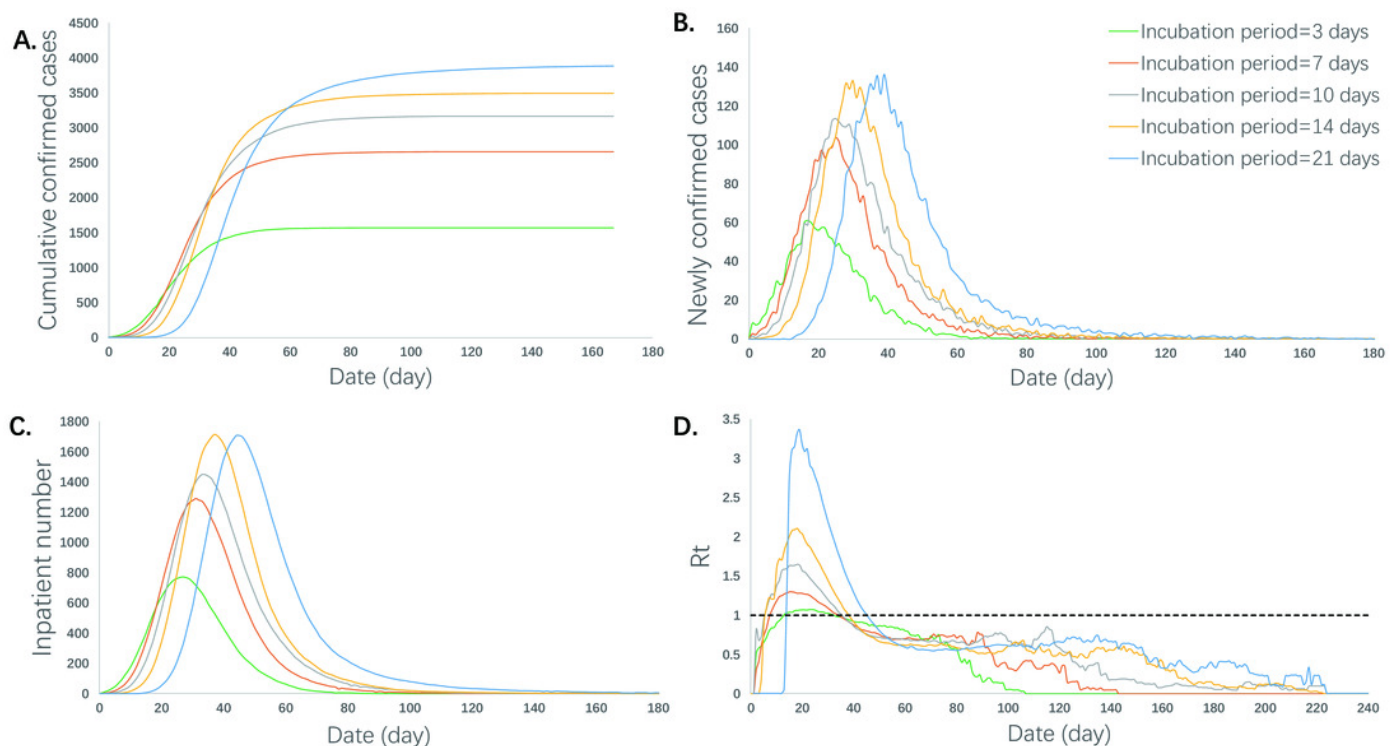 A.
Cumulative confirmed cases
4500
4000
3500
3000
2500
2000
1500
1000
500
0
0 20 40 60 80 100 120 140 160 180
Date (day)
B.
Newly confirmed cases
160
140
120
100
80
60
40
20
0
0 20 40 60 80 100 120 140 160 180
Date (day)
Incubation period=3 days
Incubation period=7 days
Incubation period=10 days
Incubation period=14 days
Incubation period=21 days
C.
Inpatient number
1800
1600
1400
1200
1000
800
600
400
200
0
0 20 40 60 80 100 120 140 160 180
Date (day)
D.
Rt
3.5
3
2.5
2
1.5
1
0.5
0
0 20 40 60 80 100 120 140 160 180 200 220 240
Date (day)